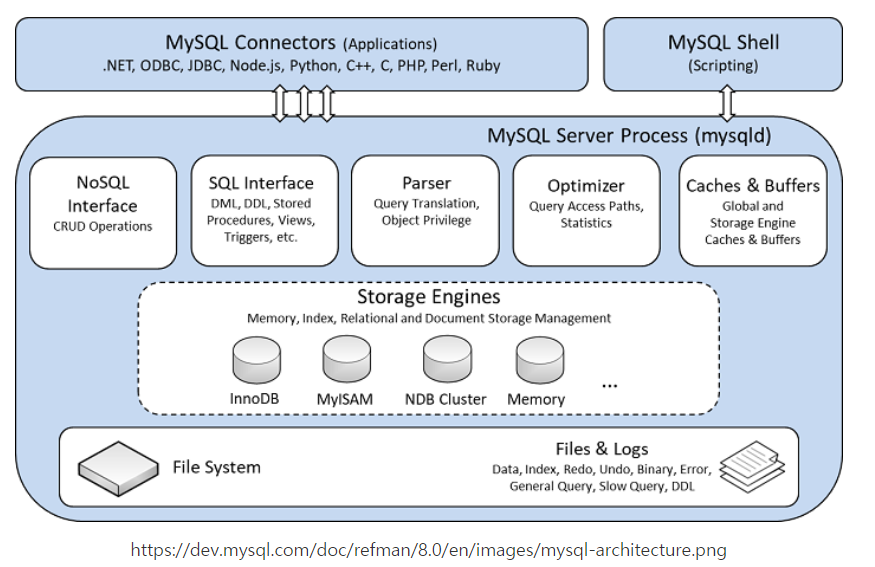 MySQL Connectors (Applications)
.NET, ODBC, JDBC, Node.js, Python, C++, C, PHP, Perl, Ruby
MySQL Shell
(Scripting)
MySQL Server Process (mysqld)
NoSQL
Interface
CRUD Operations
SQL Interface
DML, DDL, Stored
Procedures, Views,
Triggers, etc.
Parser
Query Translation,
Object Privilege
Optimizer
Query Access Paths,
Statistics
Caches & Buffers
Global and
Storage Engine
Caches & Buffers
Storage Engines
Memory, Index, Relational and Document Storage Management
InnoDB
MyISAM
NDB Cluster
Memory
...
File System
Files & Logs
Data, Index, Redo, Undo, Binary, Error,
General Query, Slow Query, DDL
https://dev.mysql.com/doc/refman/8.0/en/images/mysql-architecture.png